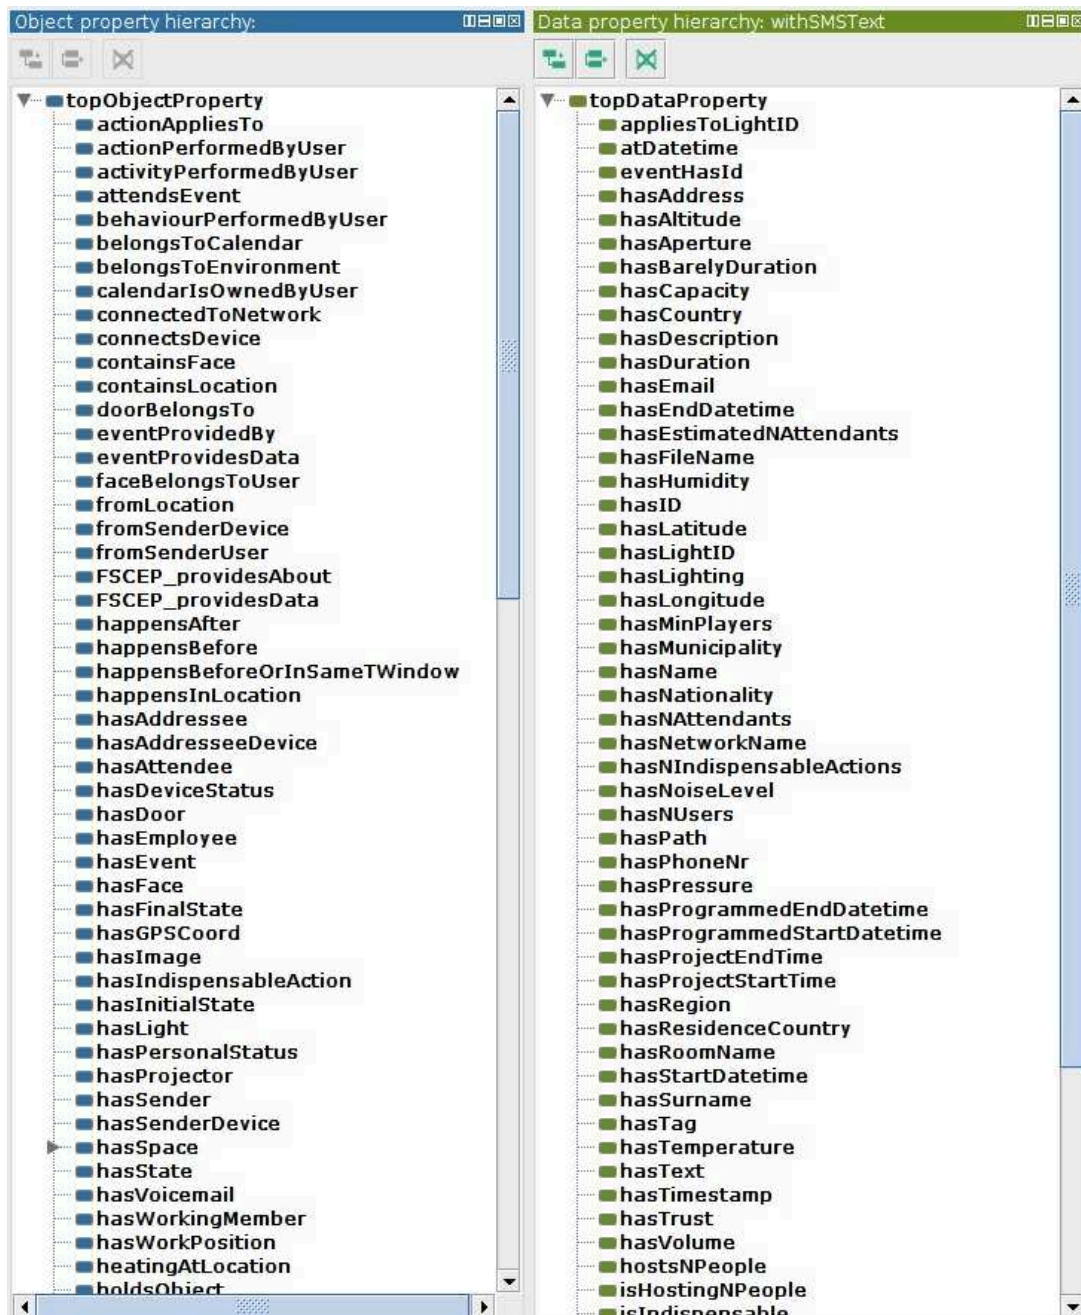 Object property hierarchy:
topObjectProperty
actionAppliesTo
actionPerformedByUser
activityPerformedByUser
attendsEvent
behaviourPerformedByUser
belongsToCalendar
belongsToEnvironment
calendarIsOwnedByUser
connectedToNetwork
connectsDevice
containsFace
containsLocation
doorBelongsTo
eventProvidedBy
eventProvidesData
faceBelongsToUser
fromLocation
fromSenderDevice
fromSenderUser
FSCEP_providesAbout
FSCEP_providesData
happensAfter
happensBefore
happensBeforeOrInSameTWindow
happensInLocation
hasAddressee
hasAddresseeDevice
hasAttendee
hasDeviceStatus
hasDoor
hasEmployee
hasEvent
hasFace
hasFinalState
hasGPSCoord
hasImage
hasIndispensableAction
hasInitialState
hasLight
hasPersonalStatus
hasProjector
hasSender
hasSenderDevice
hasSpace
hasState
hasVoicemail
hasWorkingMember
hasWorkPosition
heatingAtLocation
holdsObject
Data property hierarchy: withSMSText
topDataProperty
appliesToLightID
atDatetime
eventHasId
hasAddress
hasAltitude
hasAperture
hasBarelyDuration
hasCapacity
hasCountry
hasDescription
hasDuration
hasEmail
hasEndDatetime
hasEstimatedNAttendants
hasFileName
hasHumidity
hasID
hasLatitude
hasLightID
hasLighting
hasLongitude
hasMinPlayers
hasMunicipality
hasName
hasNationality
hasNAttendants
hasNetworkName
hasNIndispensableActions
hasNoiseLevel
hasNUsers
hasPath
hasPhoneNr
hasPressure
hasProgrammedEndDatetime
hasProgrammedStartDatetime
hasProjectEndTime
hasProjectStartTime
hasRegion
hasResidenceCountry
hasRoomName
hasStartDatetime
hasSurname
hasTag
hasTemperature
hasText
hasTimestamp
hasTrust
hasVolume
hostsNPeople
isHostingNPeople
isIndispensable